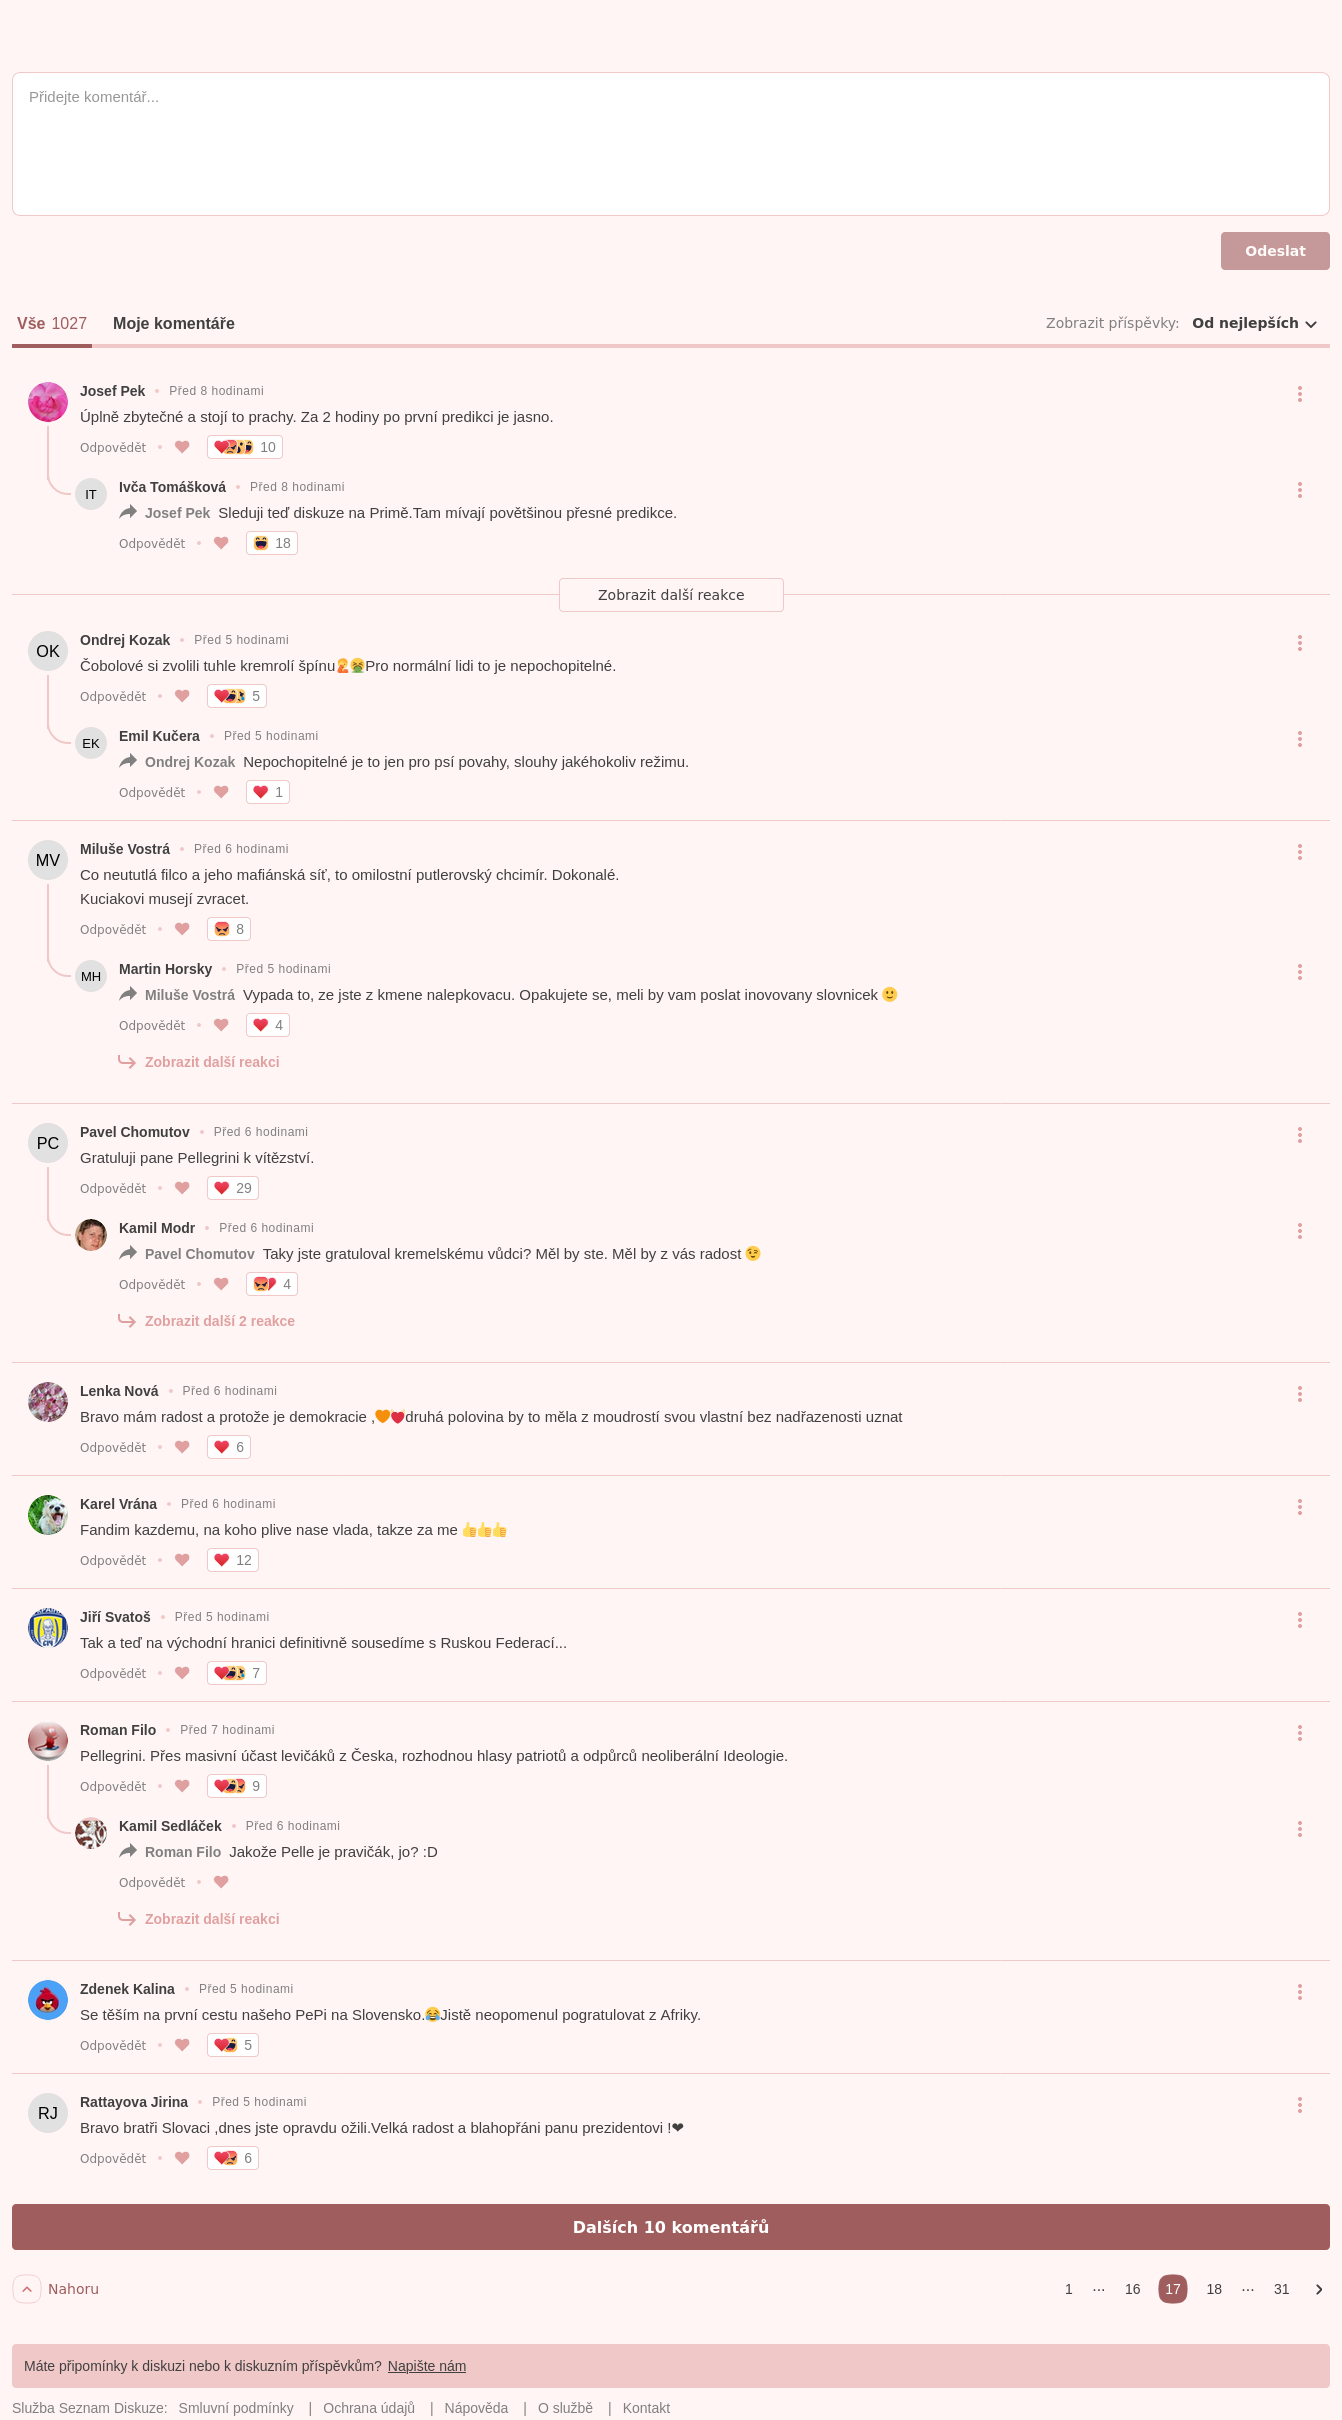 Přidejte komentář...
Odeslat
Vše 1027 Moje komentáře Zobrazit příspěvky: Od nejlepších
Josef Pek • Před 8 hodinami
Úplně zbytečné a stojí to prachy. Za 2 hodiny po první predikci je jasno.
Odpovědět • 10
IT Ivča Tomášková • Před 8 hodinami
Josef Pek Sleduji teď diskuze na Primě.Tam mívají povětšinou přesné predikce.
Odpovědět • 18
Zobrazit další reakce
OK Ondrej Kozak • Před 5 hodinami
Čobolové si zvolili tuhle kremrolí špínu🤦🤮Pro normální lidi to je nepochopitelné.
Odpovědět • 5
EK Emil Kučera • Před 5 hodinami
Ondrej Kozak Nepochopitelné je to jen pro psí povahy, slouhy jakéhokoliv režimu.
Odpovědět • 1
MV Miluše Vostrá • Před 6 hodinami
Co neututlá filco a jeho mafiánská síť, to omilostní putlerovský chcimír. Dokonalé.
Kuciakovi musejí zvracet.
Odpovědět • 8
MH Martin Horsky • Před 5 hodinami
Miluše Vostrá Vypada to, ze jste z kmene nalepkovacu. Opakujete se, meli by vam poslat inovovany slovnicek 🙂
Odpovědět • 4
Zobrazit další reakci
PC Pavel Chomutov • Před 6 hodinami
Gratuluji pane Pellegrini k vítězství.
Odpovědět • 29
Kamil Modr • Před 6 hodinami
Pavel Chomutov Taky jste gratuloval kremelskému vůdci? Měl by ste. Měl by z vás radost 😉
Odpovědět • 4
Zobrazit další 2 reakce
Lenka Nová • Před 6 hodinami
Bravo mám radost a protože je demokracie ,🧡💓druhá polovina by to měla z moudrostí svou vlastní bez nadřazenosti uznat
Odpovědět • 6
Karel Vrána • Před 6 hodinami
Fandim kazdemu, na koho plive nase vlada, takze za me 👍👍👍
Odpovědět • 12
Jiří Svatoš • Před 5 hodinami
Tak a teď na východní hranici definitivně sousedíme s Ruskou Federací...
Odpovědět • 7
Roman Filo • Před 7 hodinami
Pellegrini. Přes masivní účast levičáků z Česka, rozhodnou hlasy patriotů a odpůrců neoliberální Ideologie.
Odpovědět • 9
Kamil Sedláček • Před 6 hodinami
Roman Filo Jakože Pelle je pravičák, jo? :D
Odpovědět •
Zobrazit další reakci
Zdenek Kalina • Před 5 hodinami
Se těším na první cestu našeho PePi na Slovensko.😂Jistě neopomenul pogratulovat z Afriky.
Odpovědět • 5
RJ Rattayova Jirina • Před 5 hodinami
Bravo bratři Slovaci ,dnes jste opravdu ožili.Velká radost a blahopřáni panu prezidentovi !❤
Odpovědět • 6
Dalších 10 komentářů
Nahoru 1 ··· 16 17 18 ··· 31
Máte připomínky k diskuzi nebo k diskuzním příspěvkům? Napište nám
Služba Seznam Diskuze: Smluvní podmínky | Ochrana údajů | Nápověda | O službě | Kontakt